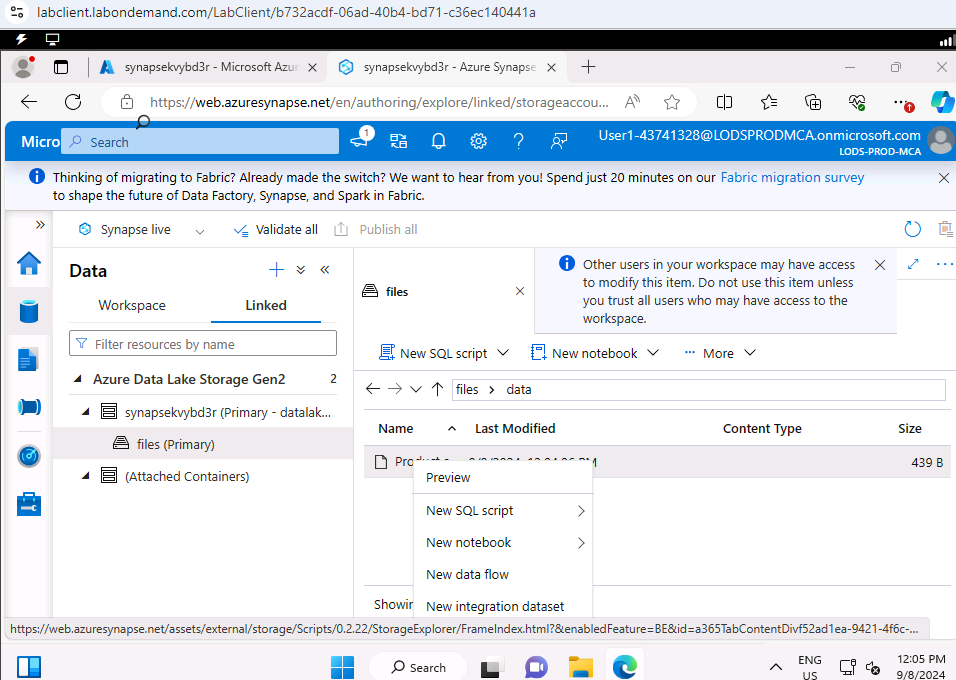 labclient.labondemand.com/LabClient/b732acdf-06ad-40b4-bd71-c36ec140441a
synapsekvybd3r - Microsoft Azur
synapsekvybd3r - Azure Synapse
https://web.azuresynapse.net/en/authoring/explore/linked/storageaccou...
Micro
Search
1
User1-43741328@LODSPRODMCA.onmicrosoft.com
LODS-PROD-MCA
Thinking of migrating to Fabric? Already made the switch? We want to hear from you! Spend just 20 minutes on our Fabric migration survey
to shape the future of Data Factory, Synapse, and Spark in Fabric.
Synapse live
Validate all
Publish all
Data
Workspace
Linked
Filter resources by name
Azure Data Lake Storage Gen2 2
synapsekvybd3r (Primary - datalak...
files (Primary)
(Attached Containers)
files
Other users in your workspace may have access
to modify this item. Do not use this item unless
you trust all users who may have access to the
workspace.
New SQL script
New notebook
More
files > data
Name
Last Modified
Content Type
Size
439 B
Preview
New SQL script
New notebook
New data flow
New integration dataset
Showin
https://web.azuresynapse.net/assets/external/storage/Scripts/0.2.22/StorageExplorer/FrameIndex.html?&enabledFeature=BE&id=a365TabContentDivf52ad1ea-9421-4f6c-...
Search
ENG
US
12:05 PM
9/8/2024